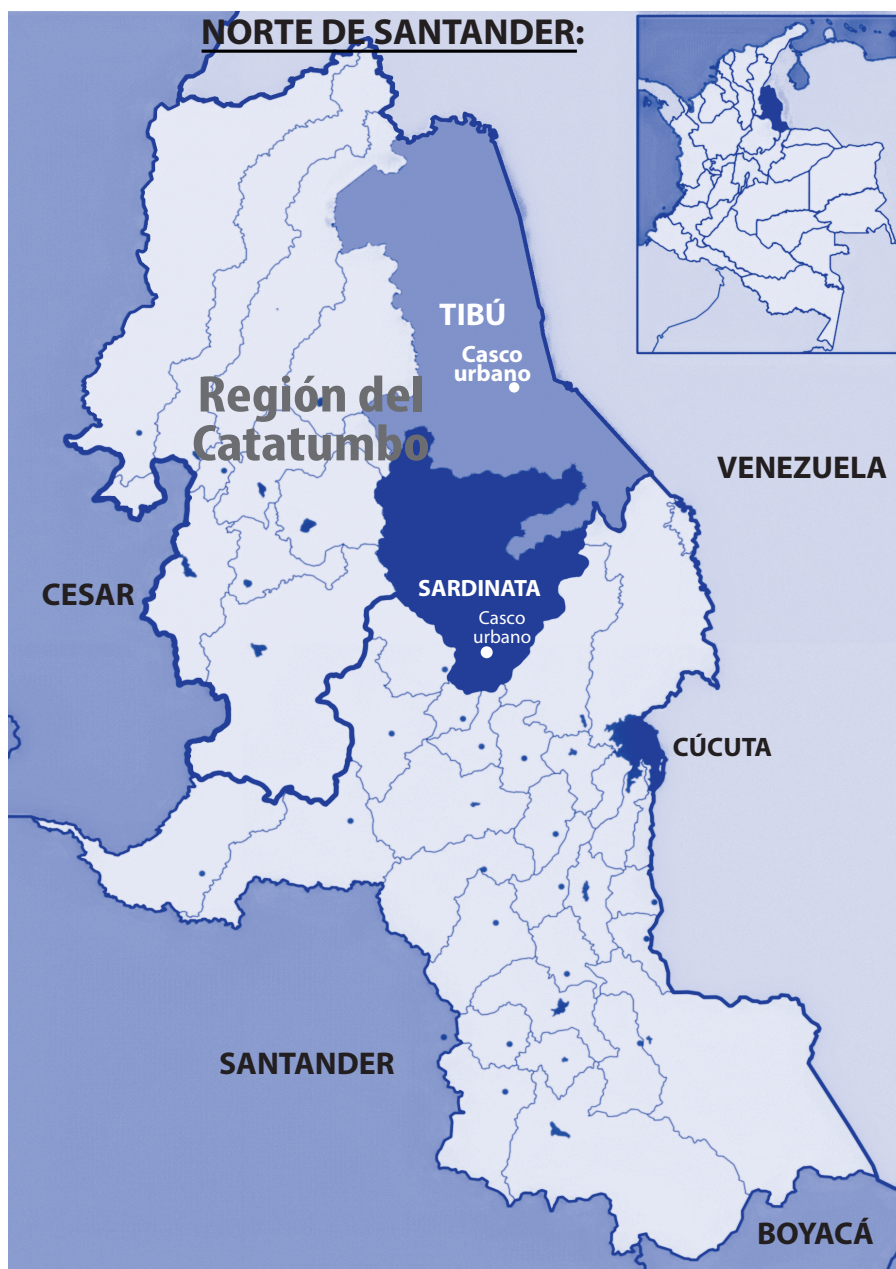 NORTE DE SANTANDER:
TIBÚ
Casco
urbano
Región del
Catatumbo
VENEZUELA
CESAR
SARDINATA
Casco
urbano
CÚCUTA
SANTANDER
BOYACÁ